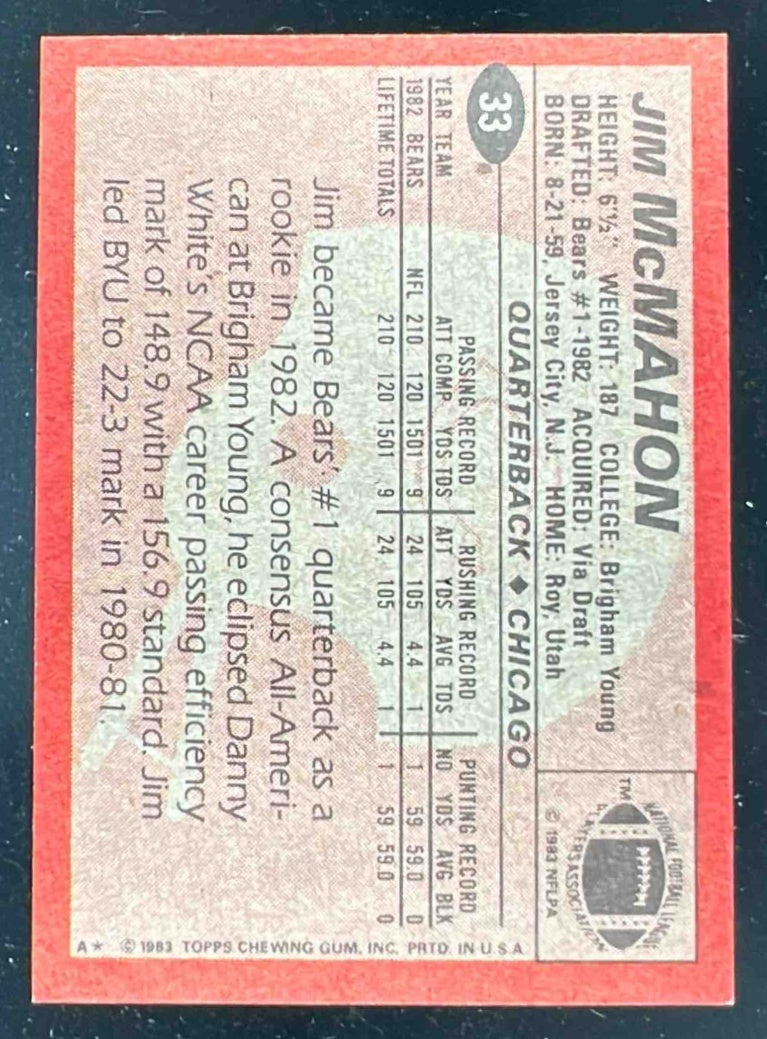 JIM McMAHON
HEIGHT: 6'½" WEIGHT: 187 COLLEGE: Brigham Young
DRAFTED: Bears #1-1982 ACQUIRED: Via Draft
BORN: 8-21-59, Jersey City, N.J. HOME: Roy, Utah
NATIONAL FOOTBALL LEAGUE
PLAYERS ASSOCIATION
TM
© 1983 NFLPA
33
QUARTERBACK ♦ CHICAGO
PASSING RECORD RUSHING RECORD PUNTING RECORD
YEAR TEAM ATT COMP. YDS TDS ATT YDS AVG TDS NO YDS AVG BLK
1982 BEARS NFL 210 120 1501 9 24 105 4.4 1 1 59 59.0 0
LIFETIME TOTALS 210 120 1501 9 24 105 4.4 1 1 59 59.0 0
Jim became Bears' #1 quarterback as a
rookie in 1982. A consensus All-Ameri-
can at Brigham Young, he eclipsed Danny
White's NCAA career passing efficiency
mark of 148.9 with a 156.9 standard. Jim
led BYU to 22-3 mark in 1980-81.
A* © 1983 TOPPS CHEWING GUM, INC. PRTD. IN U.S.A.